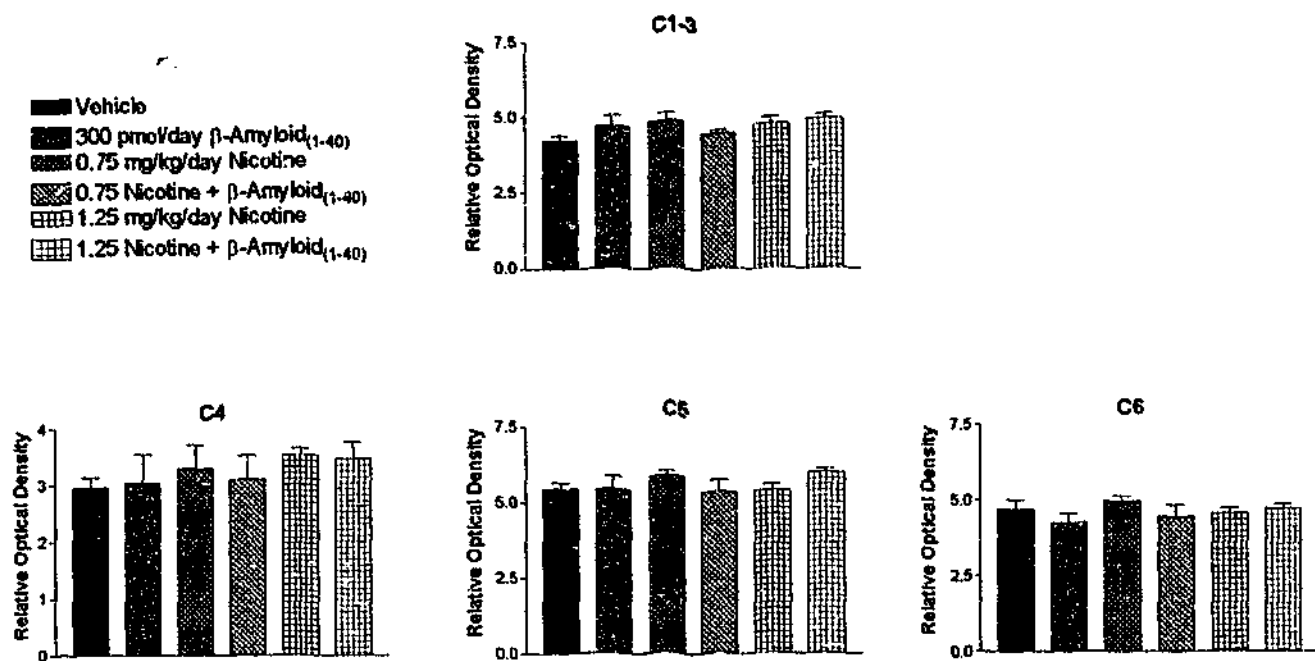 C1-3
7.5
5.0
2.5
0.0
Relative Optical Density
Vehicle
300 pmol/day β-Amyloid(1-40)
0.75 mg/kg/day Nicotine
0.75 Nicotine + β-Amyloid(1-40)
1.25 mg/kg/day Nicotine
1.25 Nicotine + β-Amyloid(1-40)
C4
4
3
2
1
0
Relative Optical Density
C5
7.5
5.0
2.5
0.0
Relative Optical Density
C6
7.5
5.0
2.5
0.0
Relative Optical Density